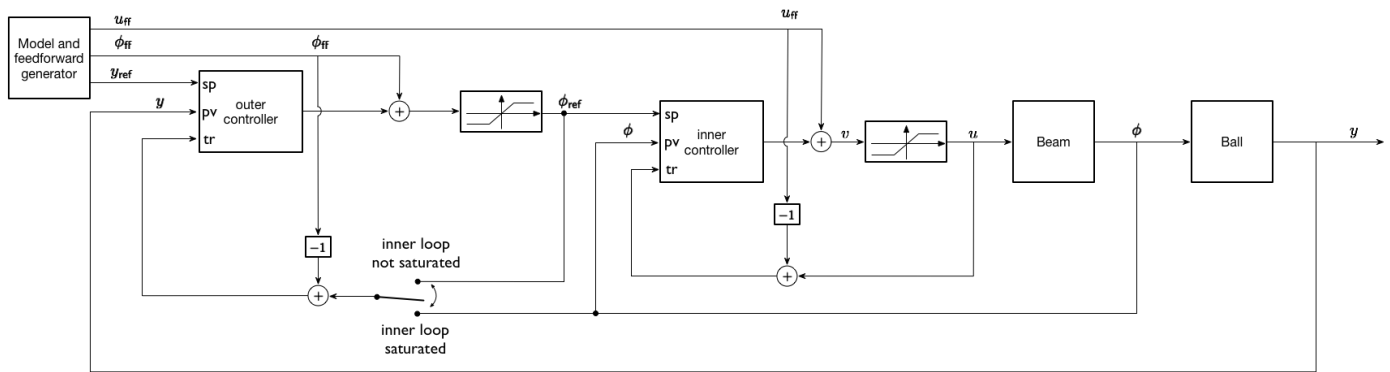 u_ff
u_ff
Model and
feedforward
generator
ϕ_ff
ϕ_ff
y_ref
sp
y
pv
outer
controller
tr
+
ϕ_ref
sp
ϕ
pv
inner
controller
tr
+
v
u
Beam
ϕ
Ball
y
−1
−1
inner loop
not saturated
+
+
inner loop
saturated